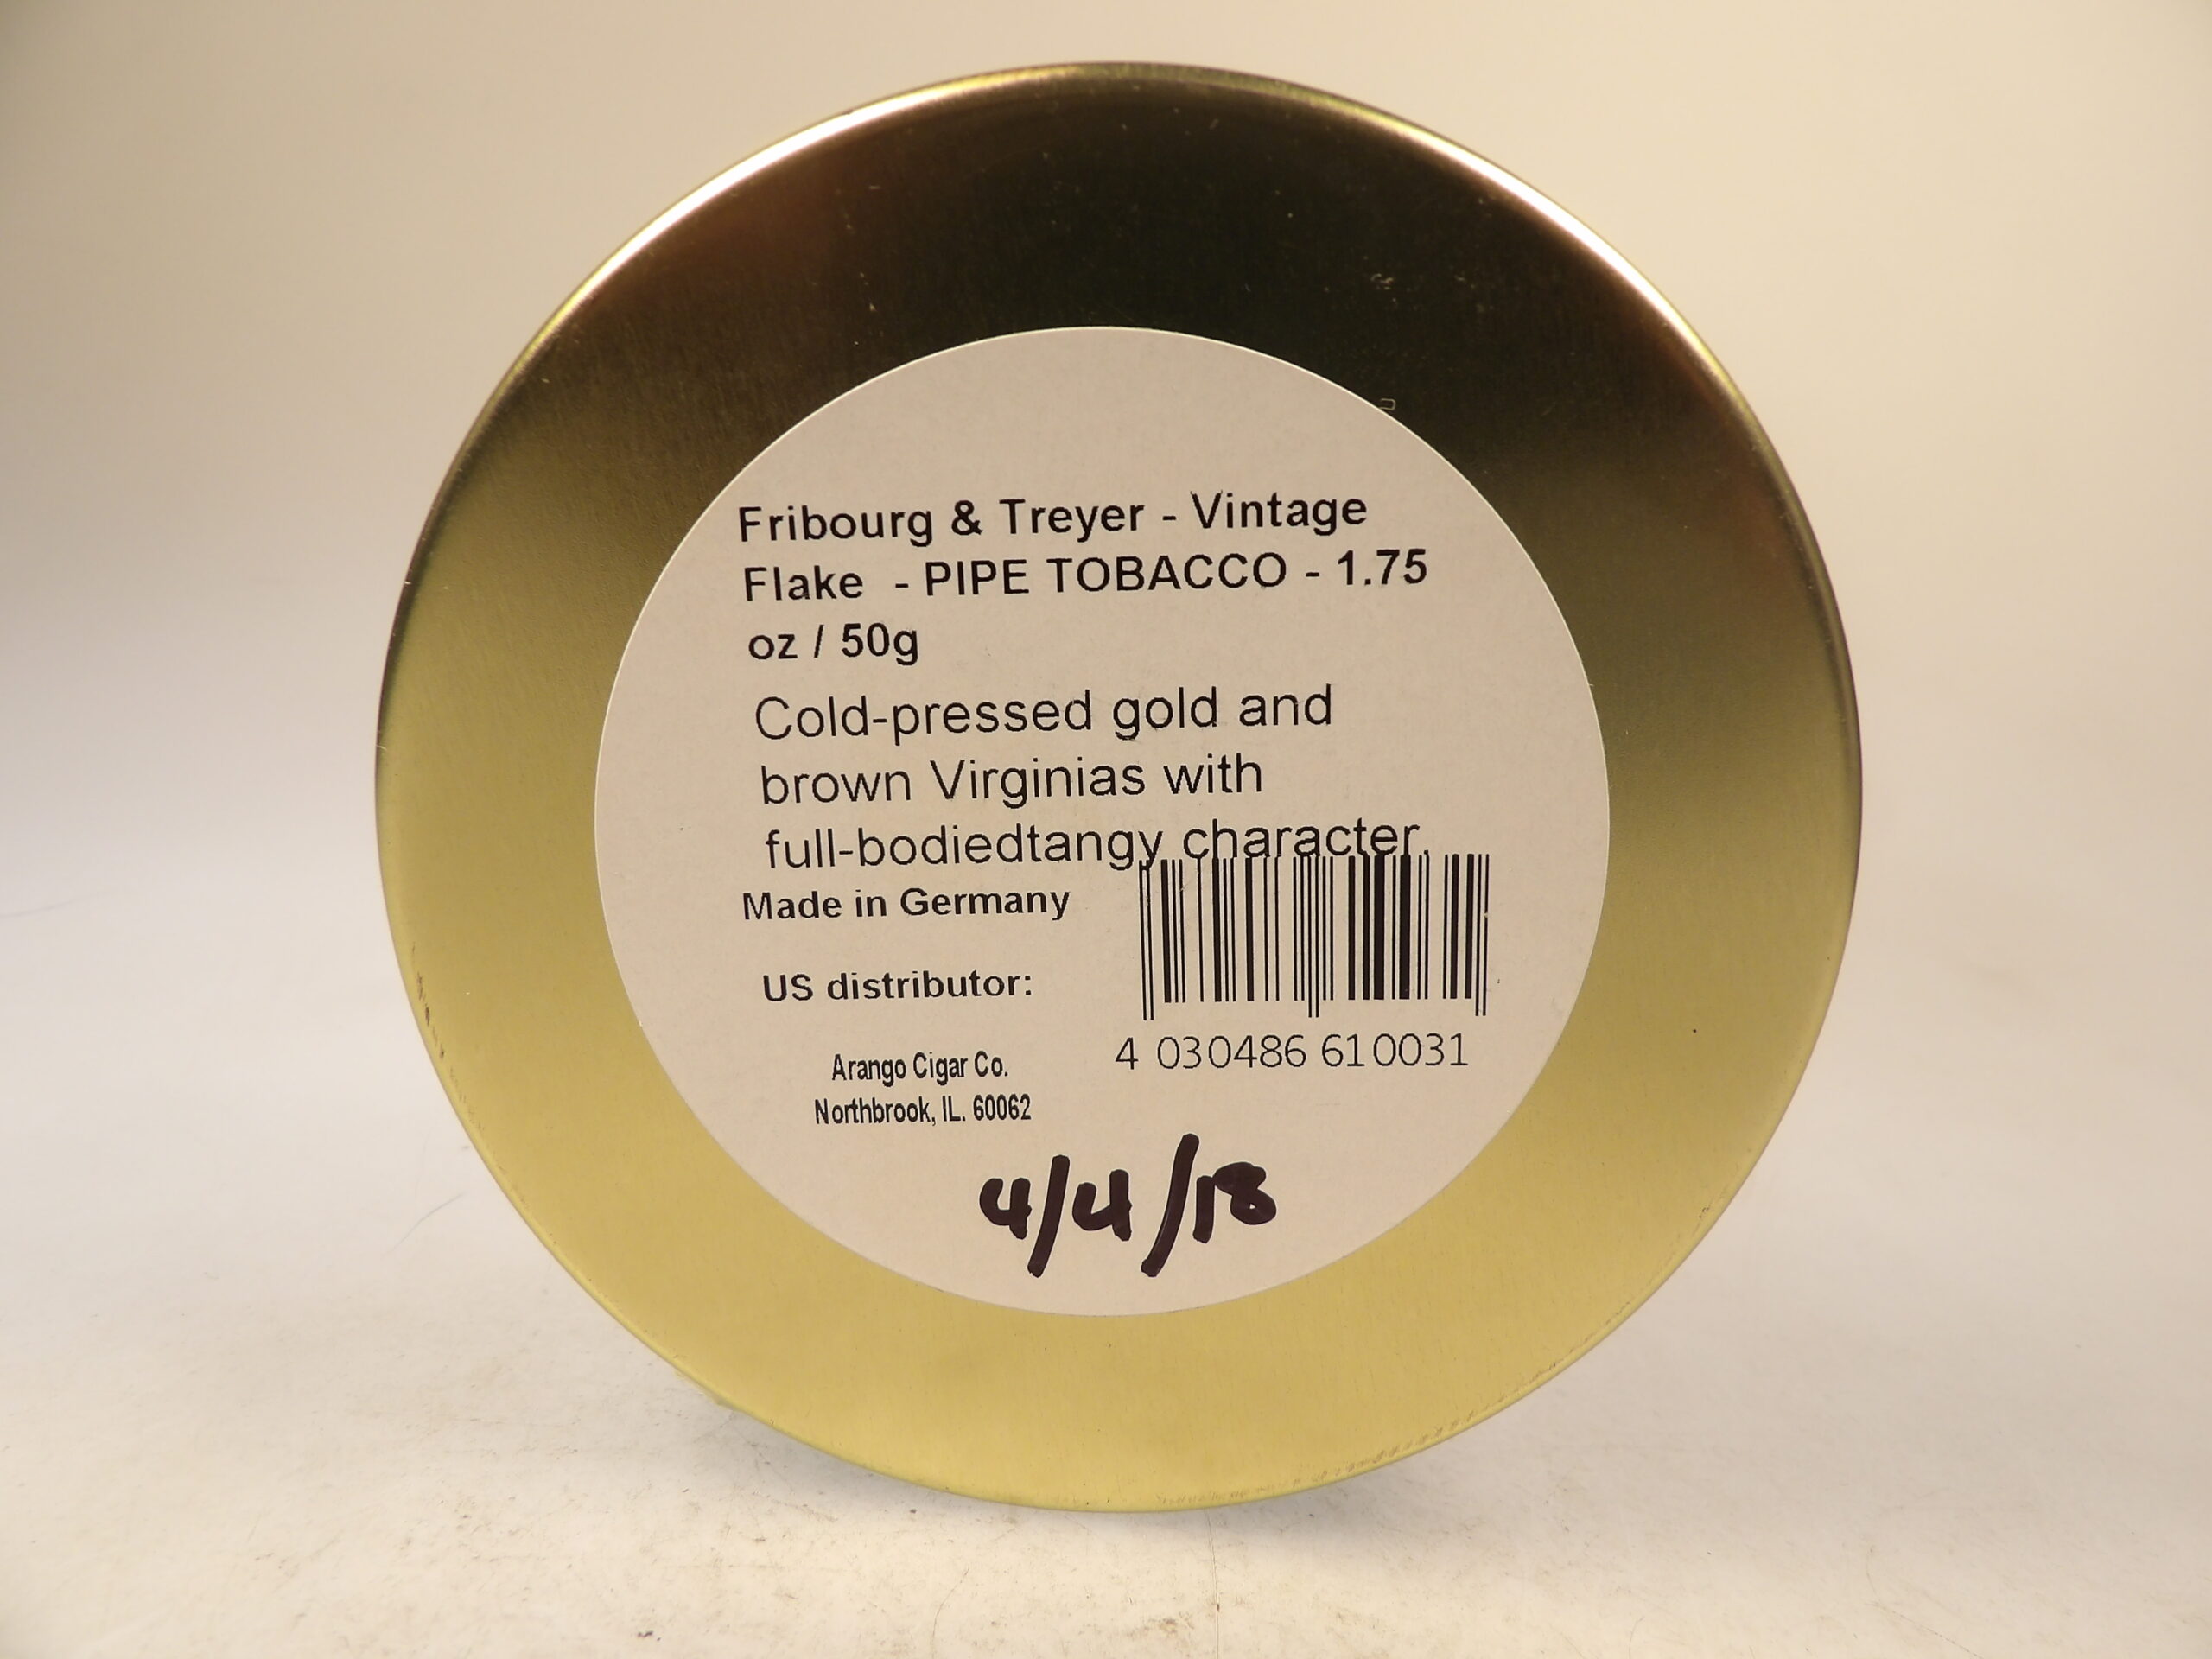 Fribourg & Treyer - Vintage
Flake - PIPE TOBACCO - 1.75
oz / 50g
Cold-pressed gold and
brown Virginias with
full-bodiedtangy character.
Made in Germany
US distributor:
Arango Cigar Co.
Northbrook, IL. 60062
4 030486 610031
4/4/18